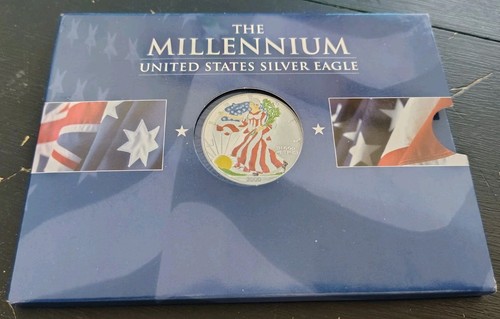 THE
MILLENNIUM
UNITED STATES SILVER EAGLE